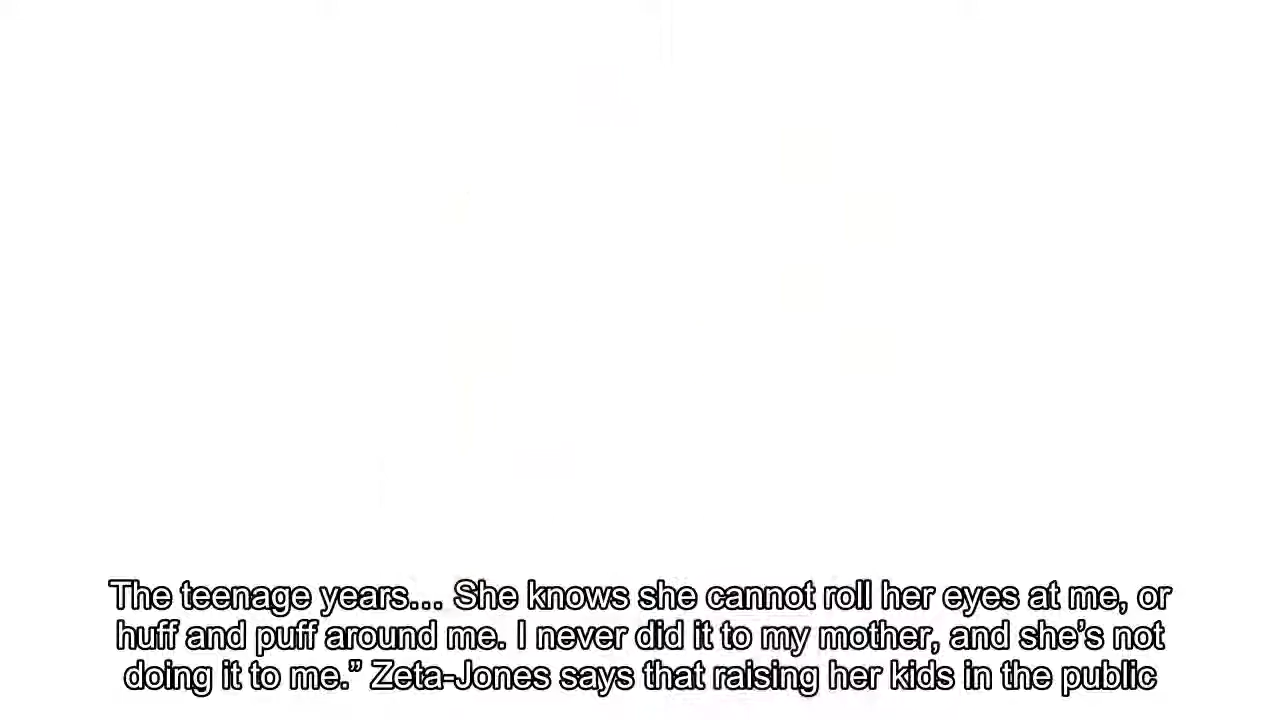 The teenage years… She knows she cannot roll her eyes at me, or
huff and puff around me. I never did it to my mother, and she’s not
doing it to me.” Zeta-Jones says that raising her kids in the public